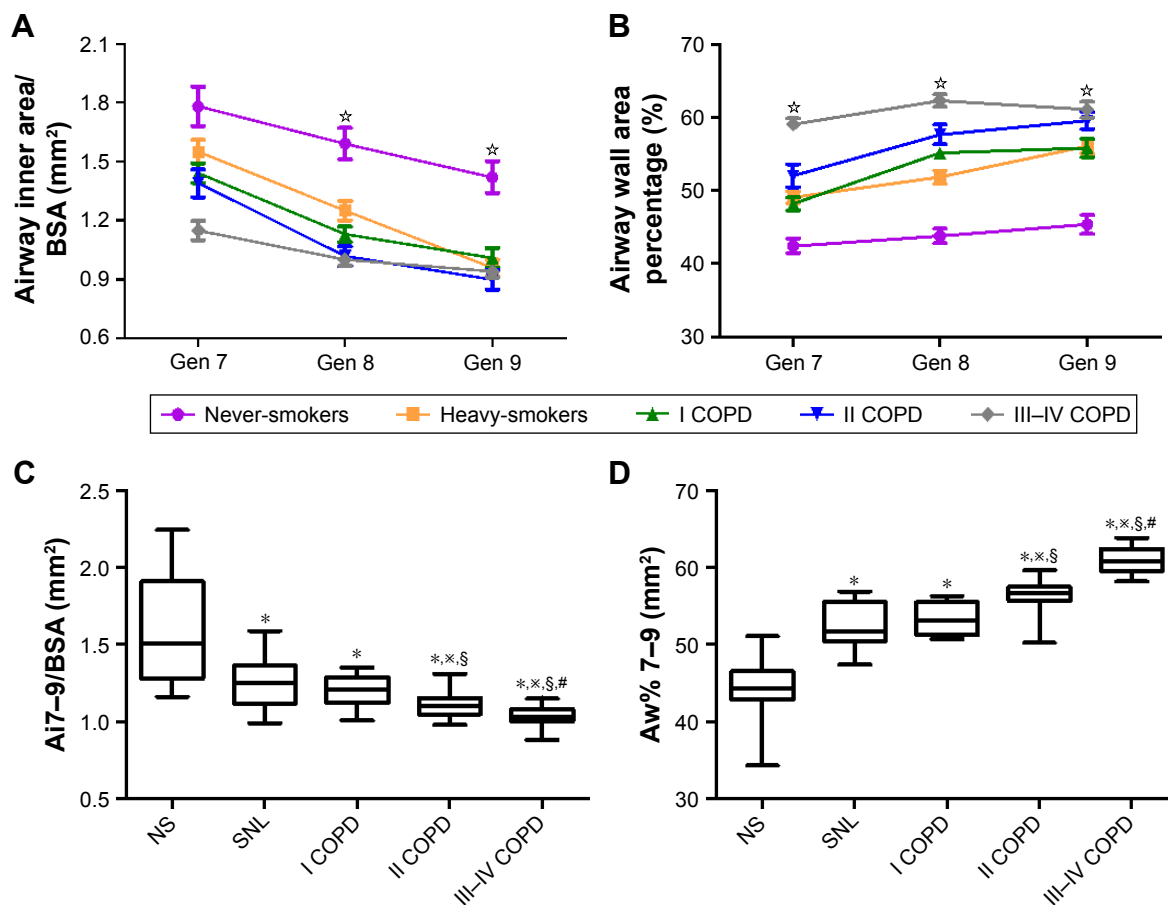 A
Airway inner area/
BSA (mm²)
2.1
1.8
1.5
1.2
0.9
0.6
☆
☆
Gen 7
Gen 8
Gen 9
B
Airway wall area
percentage (%)
70
60
50
40
30
☆
☆
☆
Gen 7
Gen 8
Gen 9
Never-smokers
Heavy-smokers
I COPD
II COPD
III–IV COPD
C
Ai7–9/BSA (mm²)
2.5
2.0
1.5
1.0
0.5
*
*
*,※,§
*,※,§,#
NS
SNL
I COPD
II COPD
III–IV COPD
D
Aw% 7–9 (mm²)
70
60
50
40
30
*
*
*,※,§
*,※,§,#
NS
SNL
I COPD
II COPD
III–IV COPD